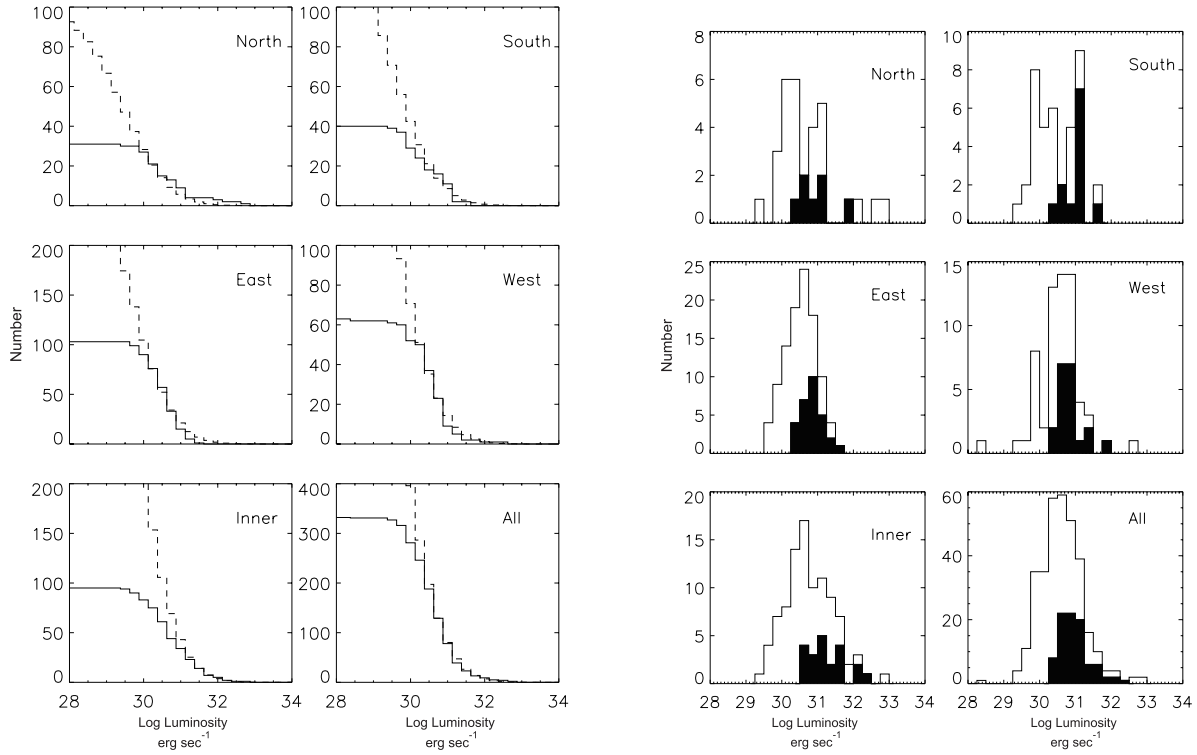 100
80
60
40
20
0
North
100
80
60
40
20
0
South
200
150
100
50
0
East
100
80
60
40
20
0
West
Number
200
150
100
50
0
Inner
400
300
200
100
0
All
28 30 32 34
28 30 32 34
Log Luminosity
erg sec⁻¹
Log Luminosity
erg sec⁻¹
8
6
4
2
0
North
10
8
6
4
2
0
South
25
20
15
10
5
0
East
15
10
5
0
West
Number
20
15
10
5
0
Inner
60
40
20
0
All
28 29 30 31 32 33 34
28 29 30 31 32 33 34
Log Luminosity
erg sec⁻¹
Log Luminosity
erg sec⁻¹